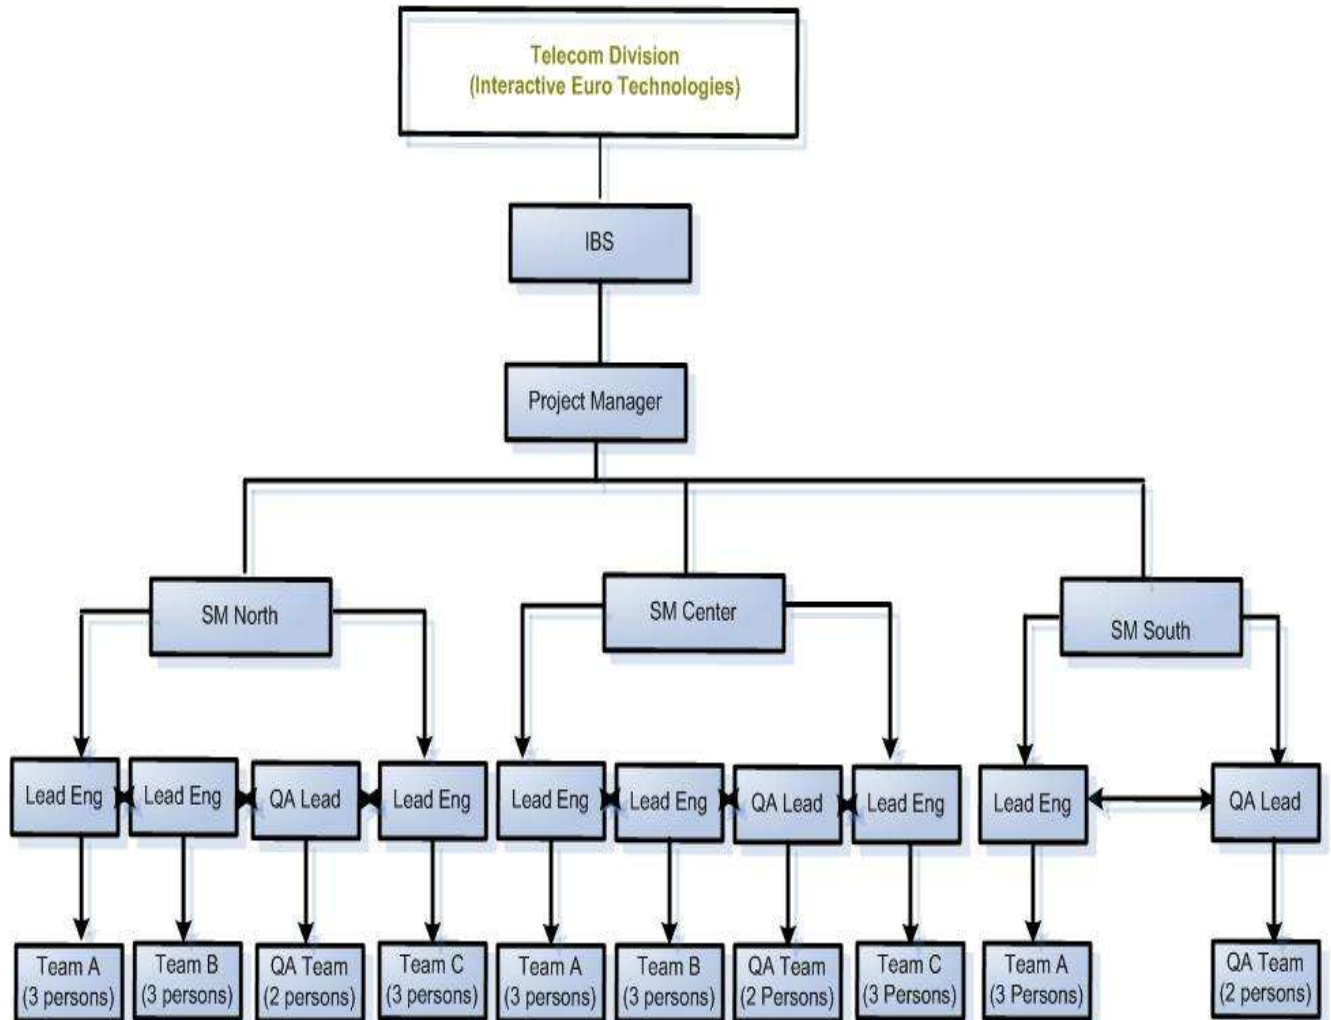 Telecom Division
(Interactive Euro Technologies)
IBS
Project Manager
SM North
SM Center
SM South
Lead Eng
Lead Eng
QA Lead
Lead Eng
Lead Eng
Lead Eng
QA Lead
Lead Eng
Lead Eng
QA Lead
Team A
(3 persons)
Team B
(3 persons)
QA Team
(2 persons)
Team C
(3 persons)
Team A
(3 persons)
Team B
(3 persons)
QA Team
(2 Persons)
Team C
(3 Persons)
Team A
(3 Persons)
QA Team
(2 persons)